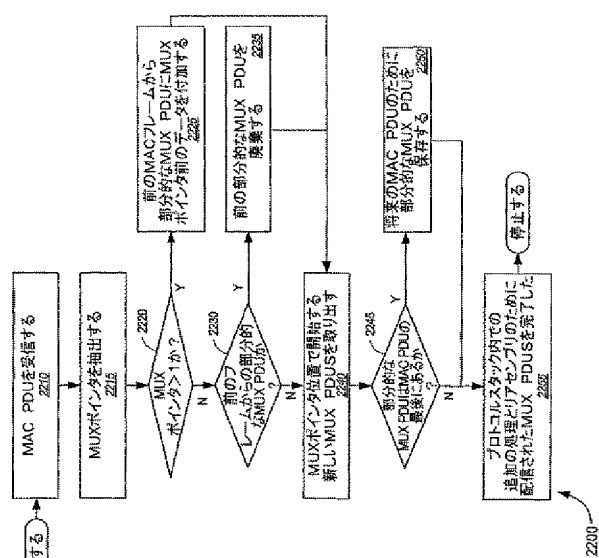 する
MAC PDUを受信する
2210
MUXポインタを抽出する
2215
MUX
ポインタ>1か?
2220
Y
N
前のMACフレームから
部分的なMUX PDUにMUX
ポインタ前のデータを付加する
2225
前のフ
レームからの部分的
なMUX PDUか
?
2230
Y
N
前の部分的なMUX PDUを
廃棄する
2235
MUXポインタ位置で開始する
新しいMUX PDUSを取り出す
2240
部分的な
MUX PDUにMAC PDUの
最後にあるか
?
2245
Y
N
将来のMAC PDUのために
部分的なMUX PDUを
保存する
2250
プロトコルスタック内での
追加の処理とリアセンブリのために
配信されたMUX PDUSを完了した
2255
停止する
2200